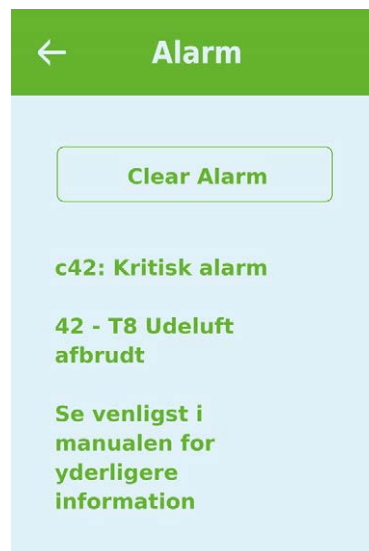 Alarm
Clear Alarm
c42: Kritisk alarm
42 - T8 Udeluft
afbrudt
Se venligst i
manualen for
yderligere
information